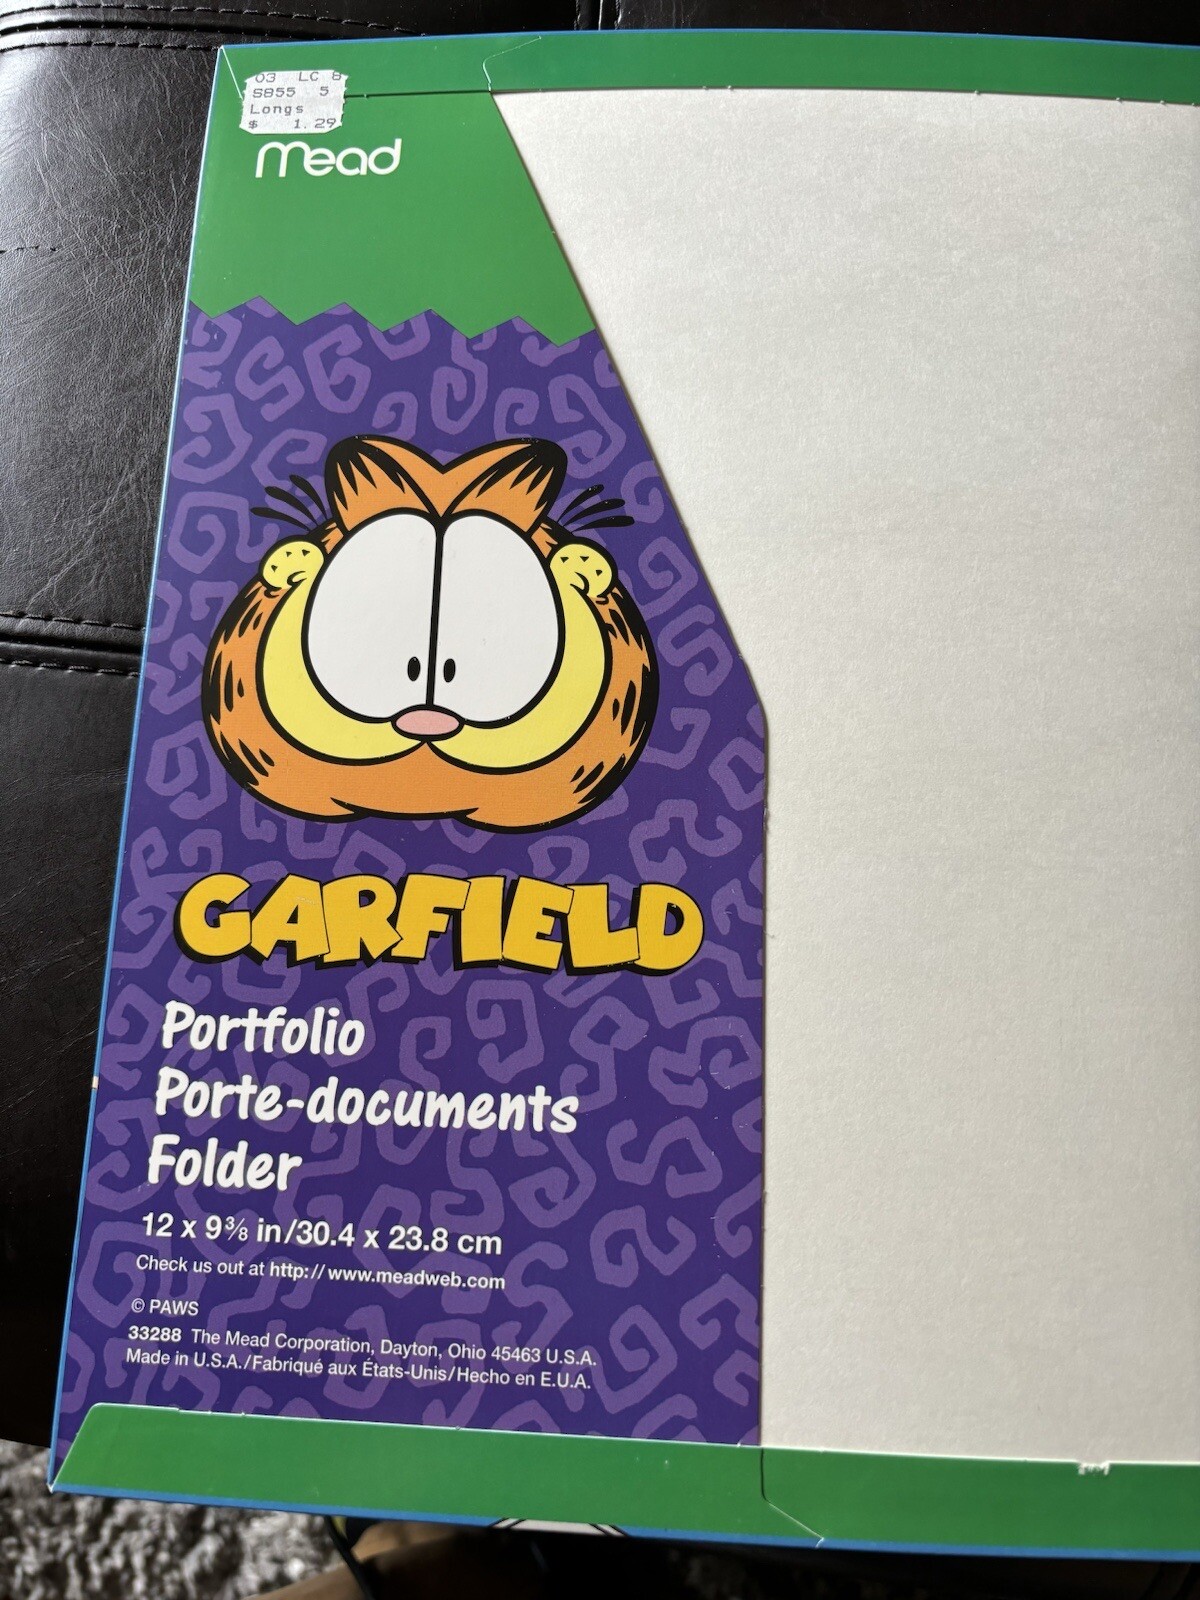 03 LC 8
S855 5
Longs
$ 1.29
Mead
GARFIELD
Portfolio
Porte-documents
Folder
12 x 9⅜ in/30.4 x 23.8 cm
Check us out at http://www.meadweb.com
© PAWS
33288 The Mead Corporation, Dayton, Ohio 45463 U.S.A.
Made in U.S.A./Fabriqué aux États-Unis/Hecho en E.U.A.